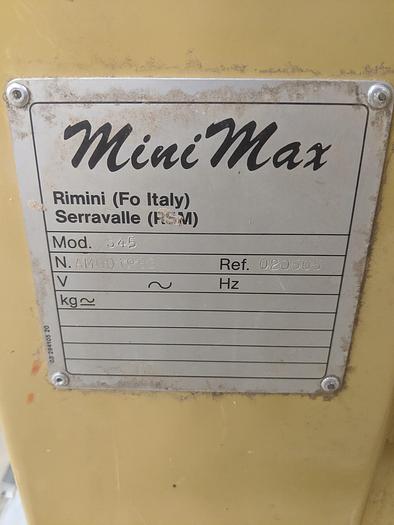 MiniMax
Rimini (Fo Italy)
Serravalle (RSM)
Mod.
N. Ref.
V ~ Hz
kg≃